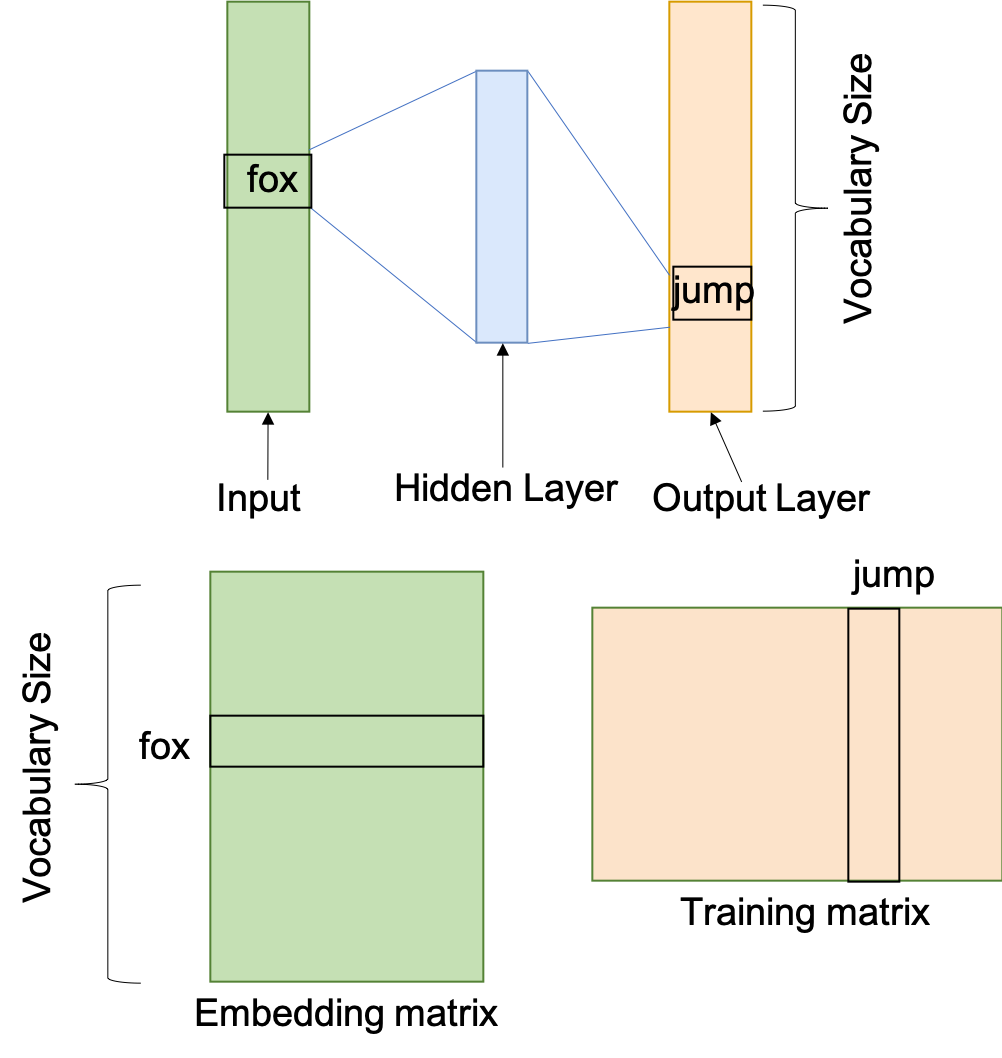 fox
jump
Vocabulary Size
Input
Hidden Layer
Output Layer
jump
Vocabulary Size
fox
Training matrix
Embedding matrix